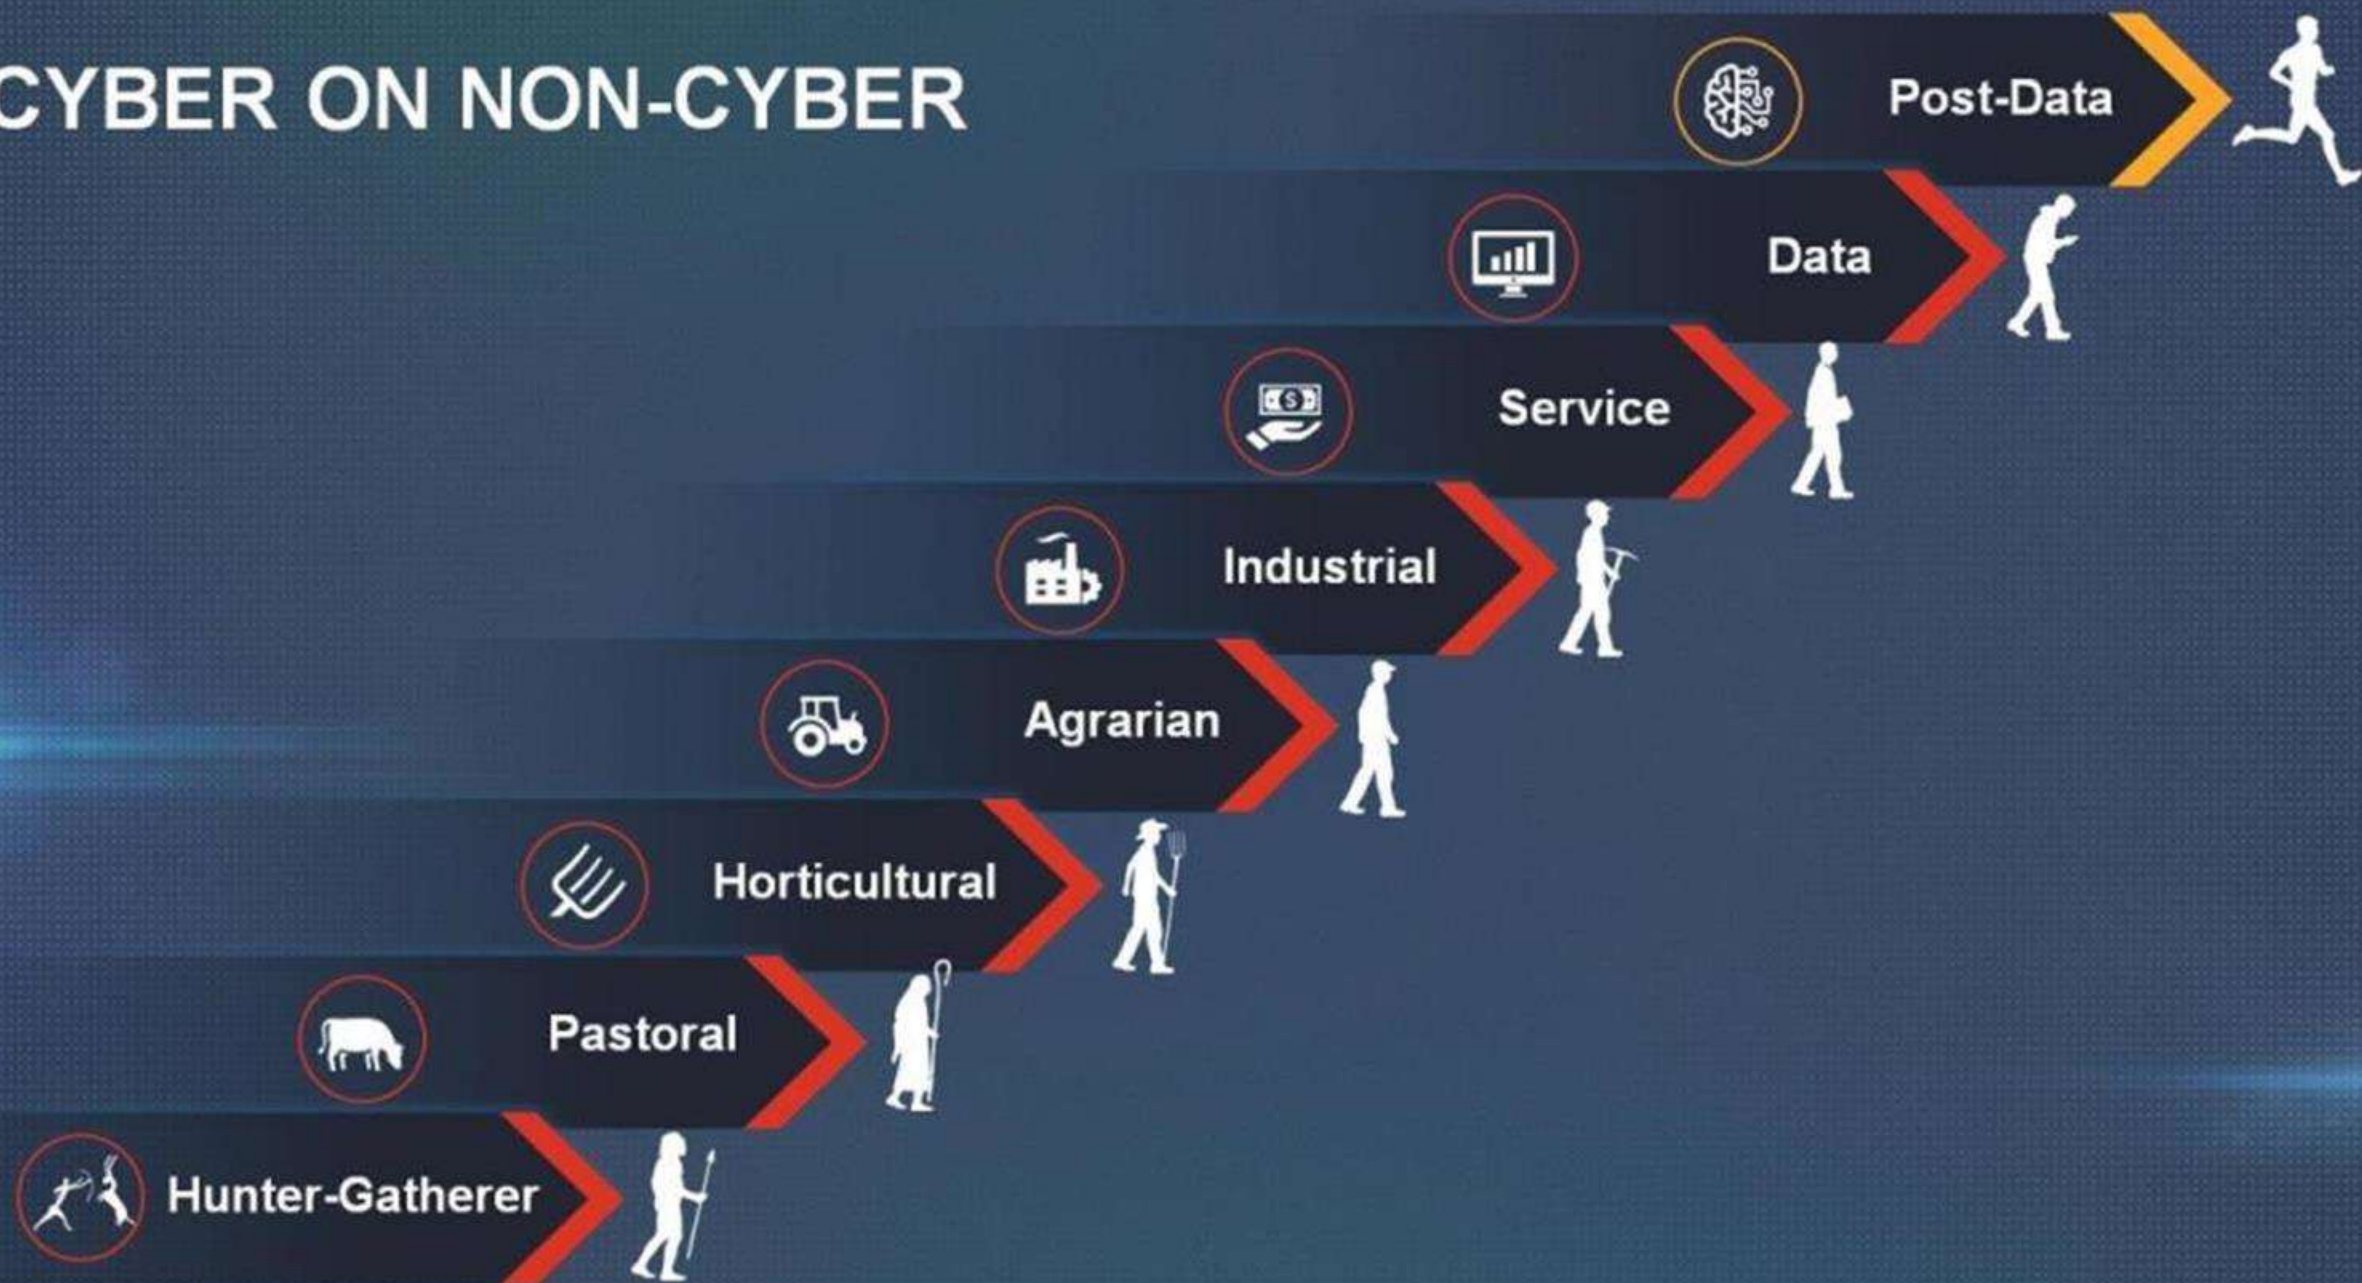 CYBER ON NON-CYBER
Post-Data
Data
Service
Industrial
Agrarian
Horticultural
Pastoral
Hunter-Gatherer